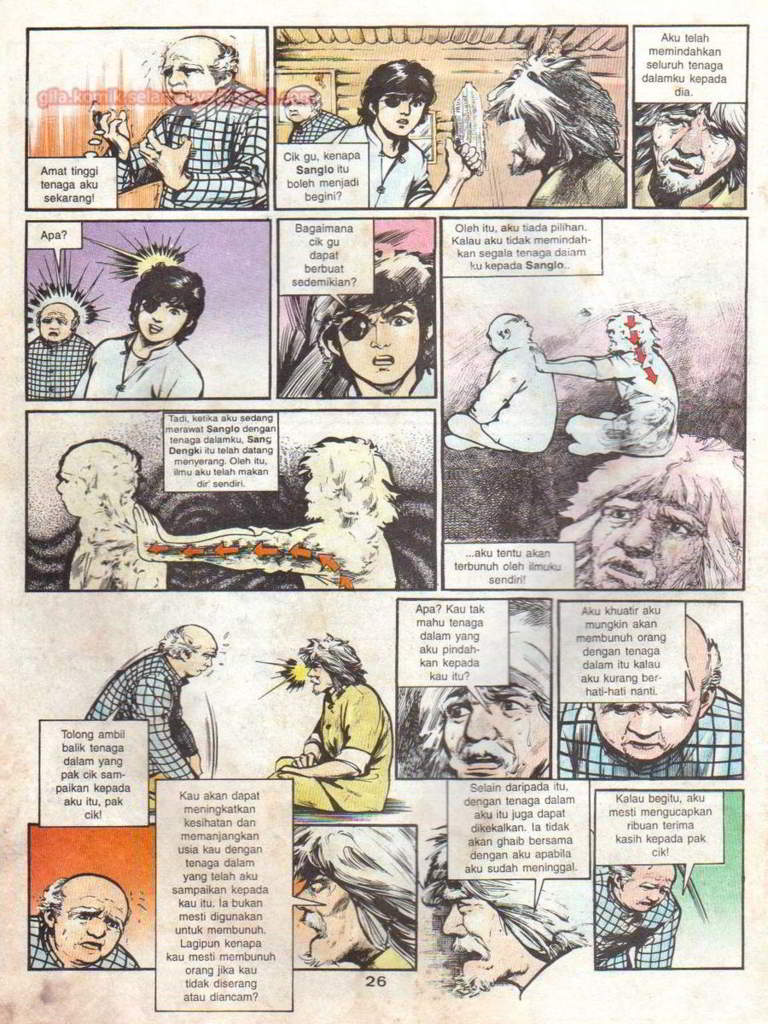 Amat tinggi
tenaga aku
sekarang!
Cik gu, kenapa
Sanglo itu
boleh menjadi
begini?
Aku telah
memindahkan
seluruh tenaga
dalamku kepada
dia.
Apa?
Bagaimana
cik gu
dapat
berbuat
sedemikian?
Oleh itu, aku tiada pilihan.
Kalau aku tidak memindah-
kan segala tenaga dalam
ku kepada Sanglo..
Tadi, ketika aku sedang
merawat Sanglo dengan
tenaga dalamku, Sang
Dengki itu telah datang
menyerang. Oleh itu,
ilmu aku telah makan
diri sendiri.
...aku tentu akan
terbunuh oleh ilmuku
sendiri!
Tolong ambil
balik tenaga
dalam yang
pak cik sam-
paikan kepada
aku itu, pak
cik!
Apa? Kau tak
mahu tenaga
dalam yang
aku pindah-
kan kepada
kau itu?
Aku khuatir aku
mungkin akan
membunuh orang
dengan tenaga
dalam itu kalau
aku kurang ber-
hati-hati nanti.
Kau akan dapat
meningkatkan
kesihatan dan
memanjangkan
usia kau dengan
tenaga dalam
yang telah aku
sampaikan kepada
kau itu. Ia bukan
mesti digunakan
untuk membunuh.
Lagipun kenapa
kau mesti membunuh
orang jika kau
tidak diserang
atau diancam?
Selain daripada itu,
dengan tenaga dalam
aku itu juga dapat
dikekalkan. Ia tidak
akan ghaib bersama
dengan aku apabila
aku sudah meninggal.
Kalau begitu, aku
mesti mengucapkan
ribuan terima
kasih kepada pak
cik!
26